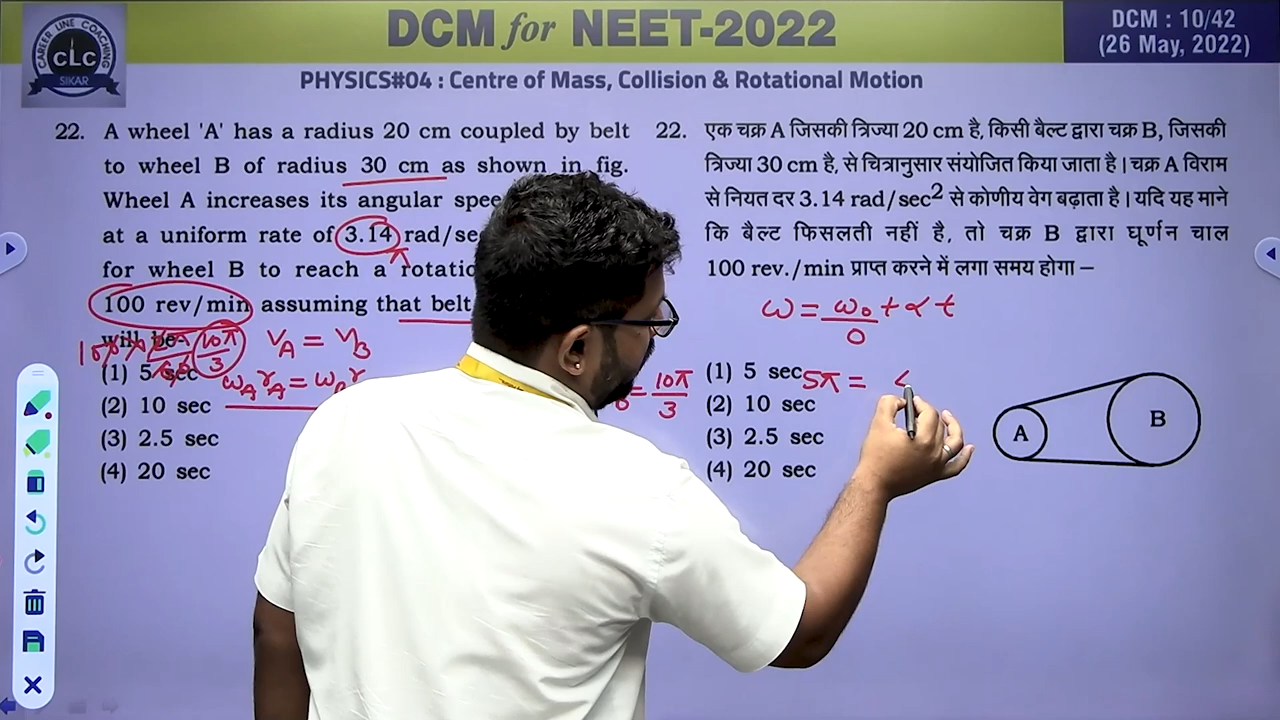 DCM for NEET-2022
DCM : 10/42
(26 May, 2022)
CAREER LINE COACHING
CLC
SIKAR
PHYSICS#04 : Centre of Mass, Collision & Rotational Motion
22. A wheel 'A' has a radius 20 cm coupled by belt
to wheel B of radius 30 cm as shown in fig.
Wheel A increases its angular spee
at a uniform rate of 3.14 rad/se
π
for wheel B to reach a rotatio
100 rev/min assuming that belt
will be
(1) 5 sec
(2) 10 sec
(3) 2.5 sec
(4) 20 sec
10π/3
V_A = V_B
ω_A r_A = ω_B r
= 10π/3
22. एक चक्र A जिसकी त्रिज्या 20 cm है, किसी बैल्ट द्वारा चक्र B, जिसकी
त्रिज्या 30 cm है, से चित्रानुसार संयोजित किया जाता है। चक्र A विराम
से नियत दर 3.14 rad/sec² से कोणीय वेग बढ़ाता है। यदि यह माने
कि बैल्ट फिसलती नहीं है, तो चक्र B द्वारा घूर्णन चाल
100 rev./min प्राप्त करने में लगा समय होगा –
ω = ω₀ + αt
0
(1) 5 sec
(2) 10 sec
(3) 2.5 sec
(4) 20 sec
5π =
A
B